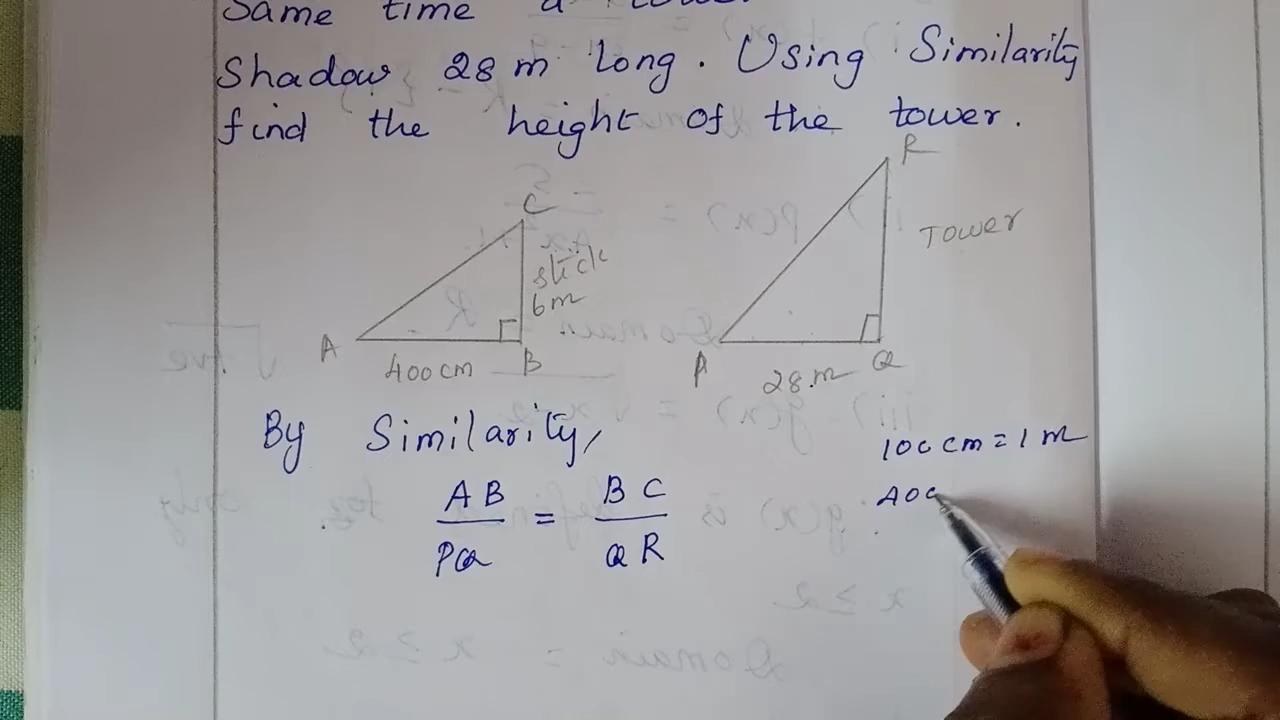 Same time a tower
Shadow 28 m long. Using Similarity
find the height of the tower.
R
C
Tower
stick
6m
A
400 cm
B
P
28 m
Q
By Similarity,
100 cm = 1 m
AB/PQ = BC/QR
400